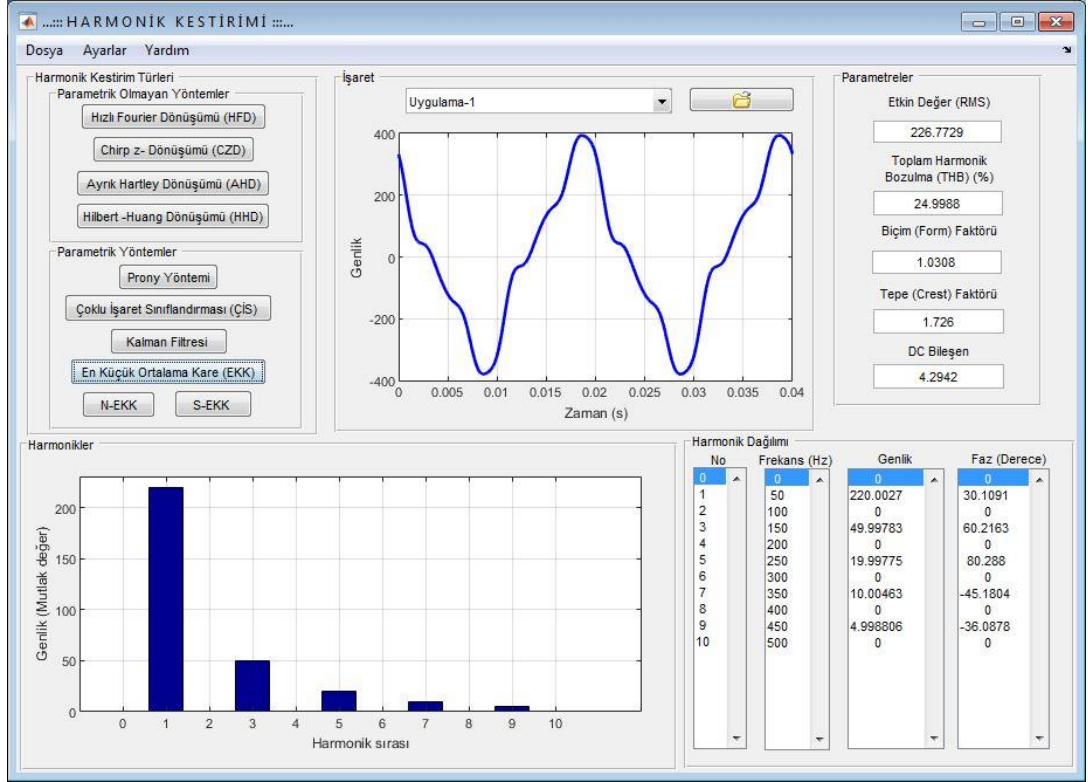 ...::: H A R M O N İ K   K E S T İ R İ M İ :::...
Dosya Ayarlar Yardım
Harmonik Kestirim Türleri
Parametrik Olmayan Yöntemler
Hızlı Fourier Dönüşümü (HFD)
Chirp z- Dönüşümü (CZD)
Ayrık Hartley Dönüşümü (AHD)
Hilbert -Huang Dönüşümü (HHD)
Parametrik Yöntemler
Prony Yöntemi
Çoklu İşaret Sınıflandırması (ÇİS)
Kalman Filtresi
En Küçük Ortalama Kare (EKK)
N-EKK S-EKK
İşaret
Uygulama-1
400
200
0
-200
-400
Genlik
0 0.005 0.01 0.015 0.02 0.025 0.03 0.035 0.04
Zaman (s)
Parametreler
Etkin Değer (RMS)
226.7729
Toplam Harmonik
Bozulma (THB) (%)
24.9988
Biçim (Form) Faktörü
1.0308
Tepe (Crest) Faktörü
1.726
DC Bileşen
4.2942
Harmonikler
200
150
100
50
0
Genlik (Mutlak değer)
0 1 2 3 4 5 6 7 8 9 10
Harmonik sırası
Harmonik Dağılımı
No Frekans (Hz) Genlik Faz (Derece)
0 0 0 0
1 50 220.0027 30.1091
2 100 0 0
3 150 49.99783 60.2163
4 200 0 0
5 250 19.99775 80.288
6 300 0 0
7 350 10.00463 -45.1804
8 400 0 0
9 450 4.998806 -36.0878
10 500 0 0